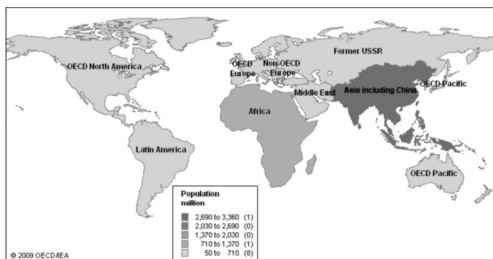 OECD North America
OECD
Europe
Non-OECD
Europe
Former USSR
Middle East
Asia including China
OECD Pacific
Africa
Latin America
OECD Pacific
Population
million
2,690 to 3,360 (1)
2,030 to 2,690 (0)
1,370 to 2,030 (0)
710 to 1,370 (1)
50 to 710 (8)
© 2009 OECD/IEA